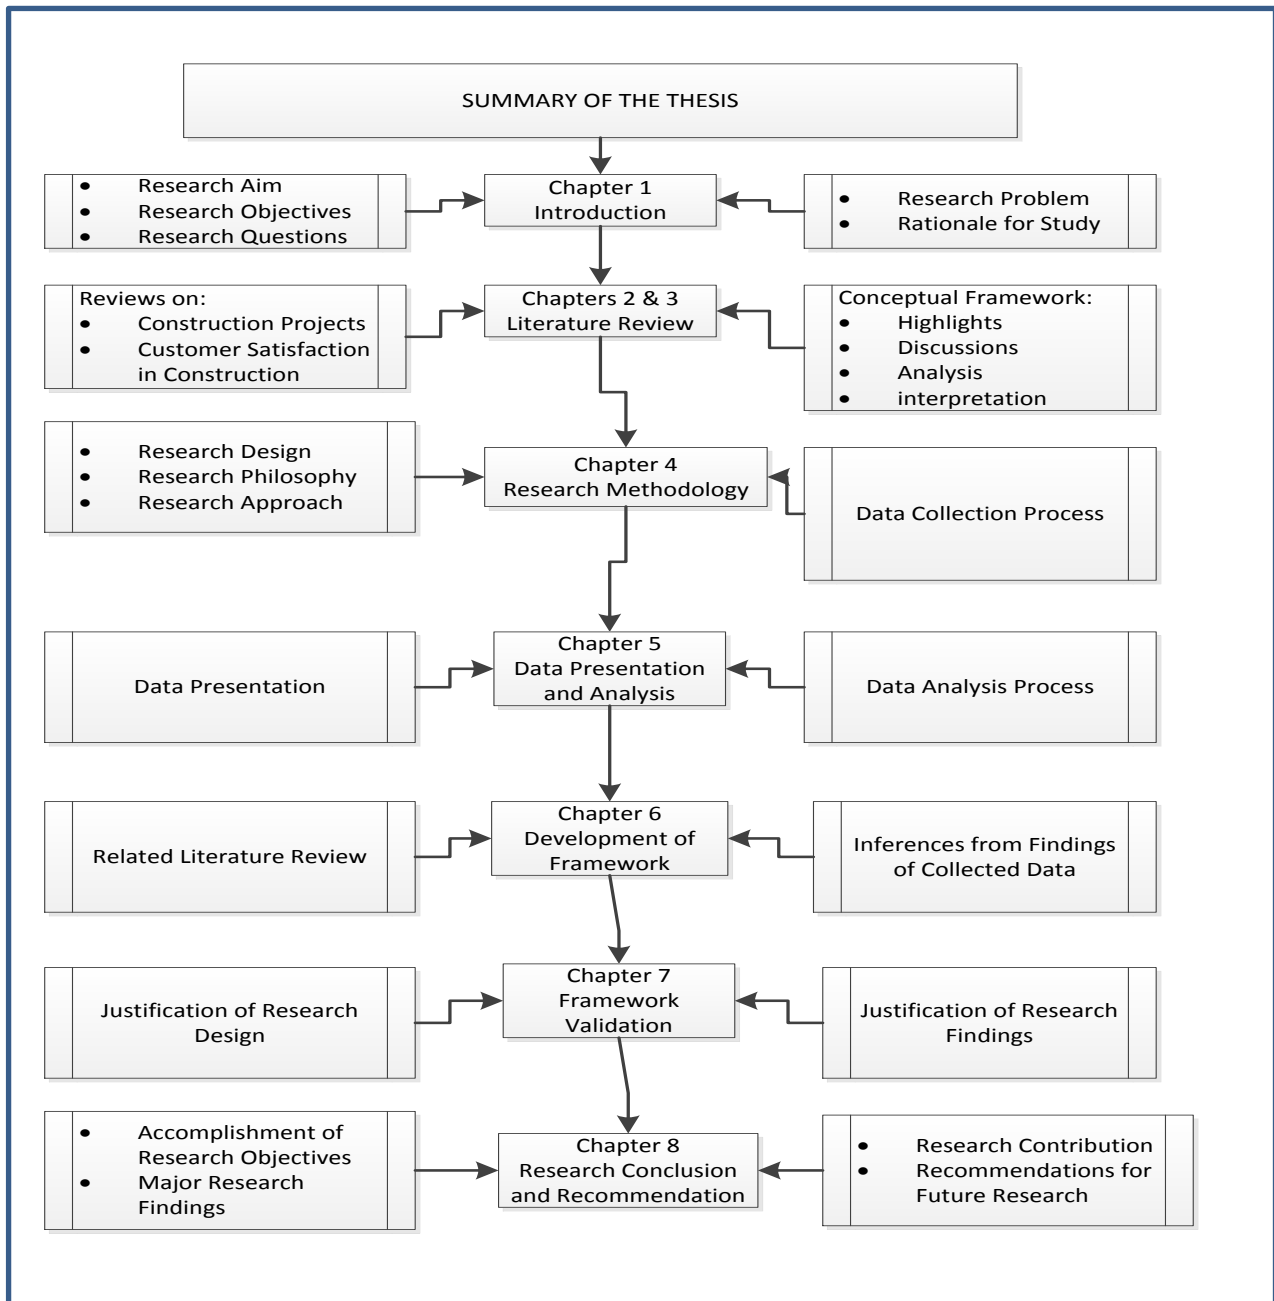 SUMMARY OF THE THESIS
• Research Aim
• Research Objectives
• Research Questions
Chapter 1
Introduction
• Research Problem
• Rationale for Study
Reviews on:
• Construction Projects
• Customer Satisfaction
in Construction
Chapters 2 & 3
Literature Review
Conceptual Framework:
• Highlights
• Discussions
• Analysis
• interpretation
• Research Design
• Research Philosophy
• Research Approach
Chapter 4
Research Methodology
Data Collection Process
Data Presentation
Chapter 5
Data Presentation
and Analysis
Data Analysis Process
Related Literature Review
Chapter 6
Development of
Framework
Inferences from Findings
of Collected Data
Justification of Research
Design
Chapter 7
Framework
Validation
Justification of Research
Findings
• Accomplishment of
Research Objectives
• Major Research
Findings
Chapter 8
Research Conclusion
and Recommendation
• Research Contribution
• Recommendations for
Future Research